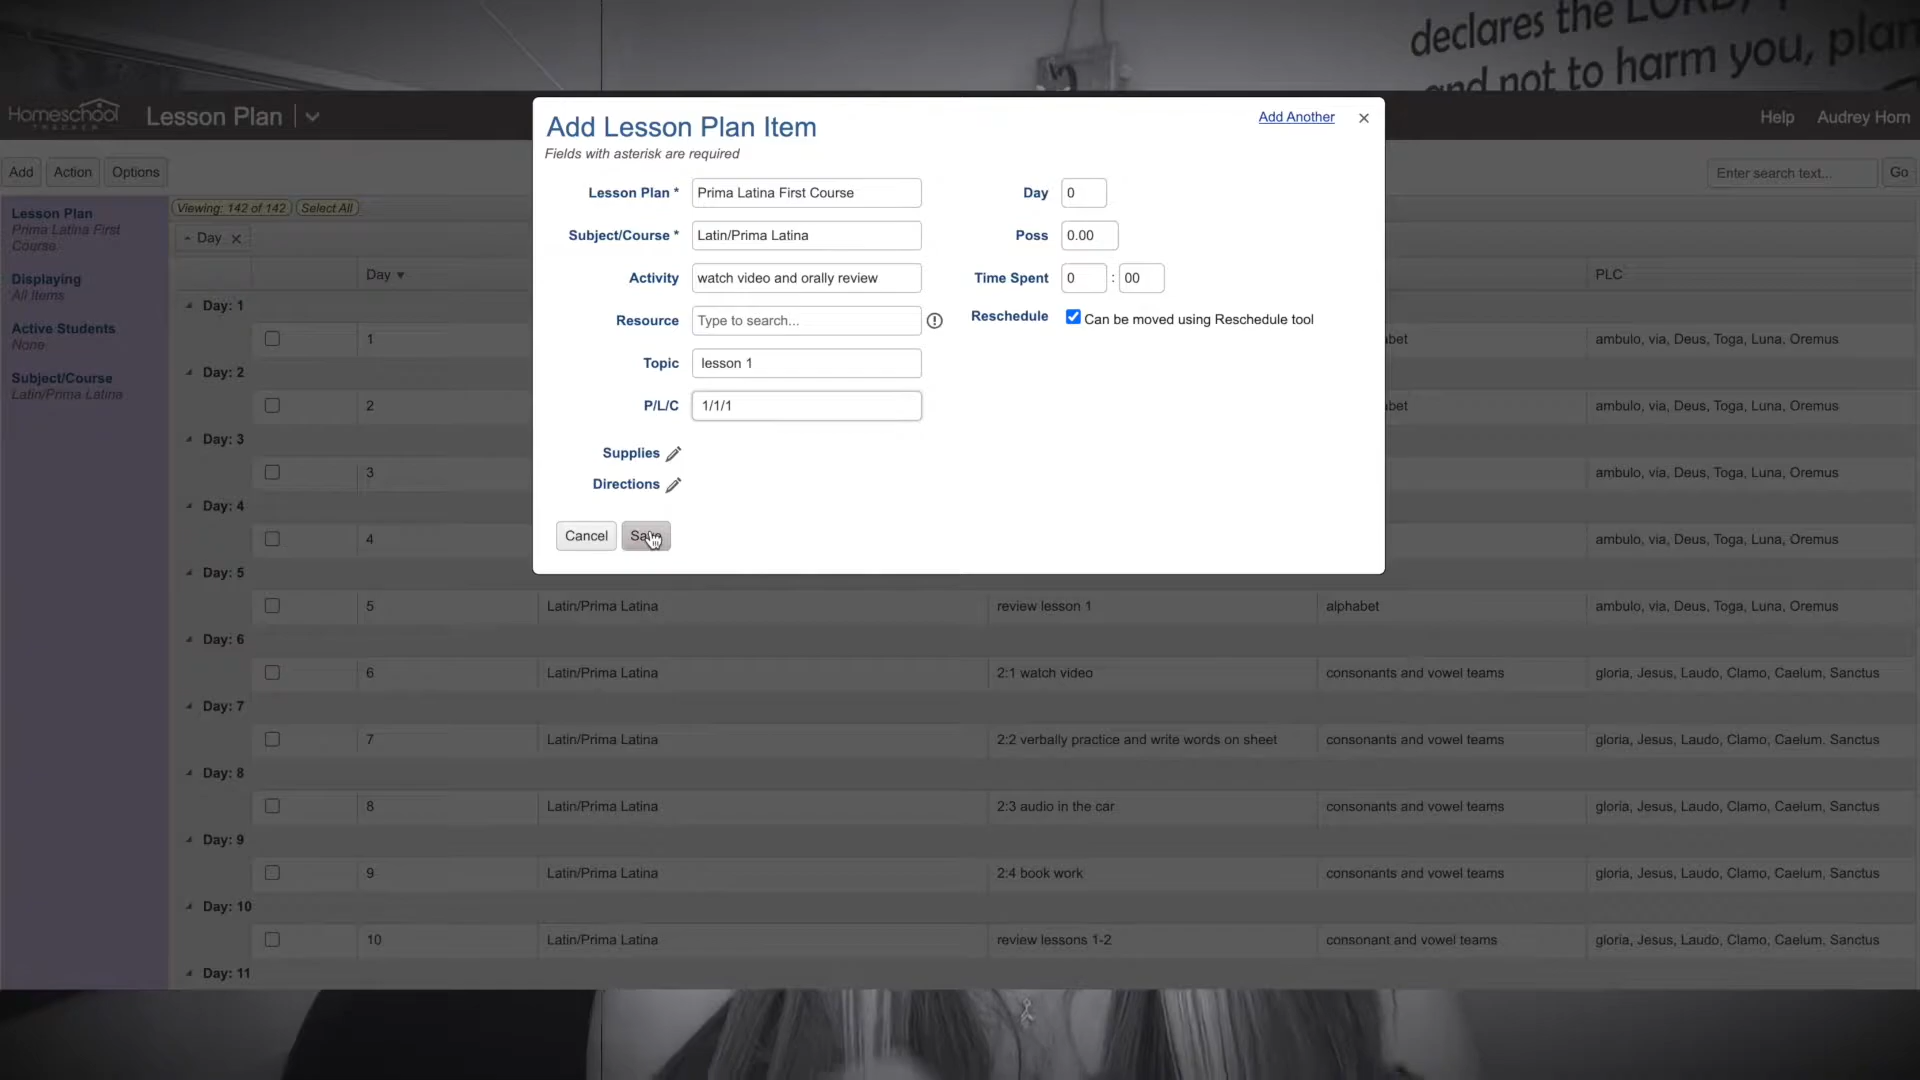 declares the LORD,
and not to harm you, plan
Homeschool
TRACKER
Lesson Plan
Help
Audrey Horn
Add
Action
Options
Enter search text...
Go
Lesson Plan
Prima Latina First
Course
Displaying
All Items
Active Students
None
Subject/Course
Latin/Prima Latina
Viewing: 142 of 142
Select All
Day
Day
PLC
Add Lesson Plan Item
Add Another
Fields with asterisk are required
Lesson Plan * Prima Latina First Course
Day 0
Subject/Course * Latin/Prima Latina
Poss 0.00
Activity watch video and orally review
Time Spent 0 : 00
Resource Type to search...
Reschedule Can be moved using Reschedule tool
Topic lesson 1
P/L/C 1/1/1
Supplies
Directions
Cancel
Save
Day: 1
1 ambulo, via, Deus, Toga, Luna, Oremus
Day: 2
2 ambulo, via, Deus, Toga, Luna, Oremus
Day: 3
3 ambulo, via, Deus, Toga, Luna, Oremus
Day: 4
4 ambulo, via, Deus, Toga, Luna, Oremus
Day: 5
5 Latin/Prima Latina review lesson 1 alphabet ambulo, via, Deus, Toga, Luna, Oremus
Day: 6
6 Latin/Prima Latina 2:1 watch video consonants and vowel teams gloria, Jesus, Laudo, Clamo, Caelum, Sanctus
Day: 7
7 Latin/Prima Latina 2:2 verbally practice and write words on sheet consonants and vowel teams gloria, Jesus, Laudo, Clamo, Caelum. Sanctus
Day: 8
8 Latin/Prima Latina 2:3 audio in the car consonants and vowel teams gloria, Jesus, Laudo, Clamo, Caelum, Sanctus
Day: 9
9 Latin/Prima Latina 2:4 book work consonants and vowel teams gloria, Jesus, Laudo, Clamo, Caelum, Sanctus
Day: 10
10 Latin/Prima Latina review lessons 1-2 consonant and vowel teams gloria, Jesus, Laudo, Clamo, Caelum, Sanctus
Day: 11